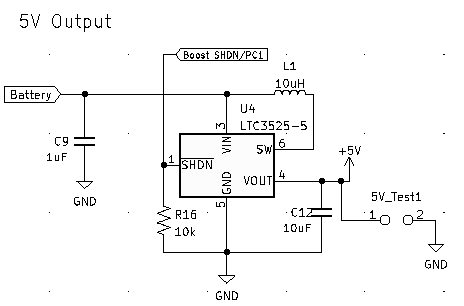 5V Output
Boost SHDN/PC1
L1
10uH
Battery
U4
LTC3525-5
3
VIN
C9
1uF
SW
6
+5V
1
SHDN
GND
VOUT
4
5V_Test1
GND
5
R16
10k
C12
10uF
1
2
GND
GND